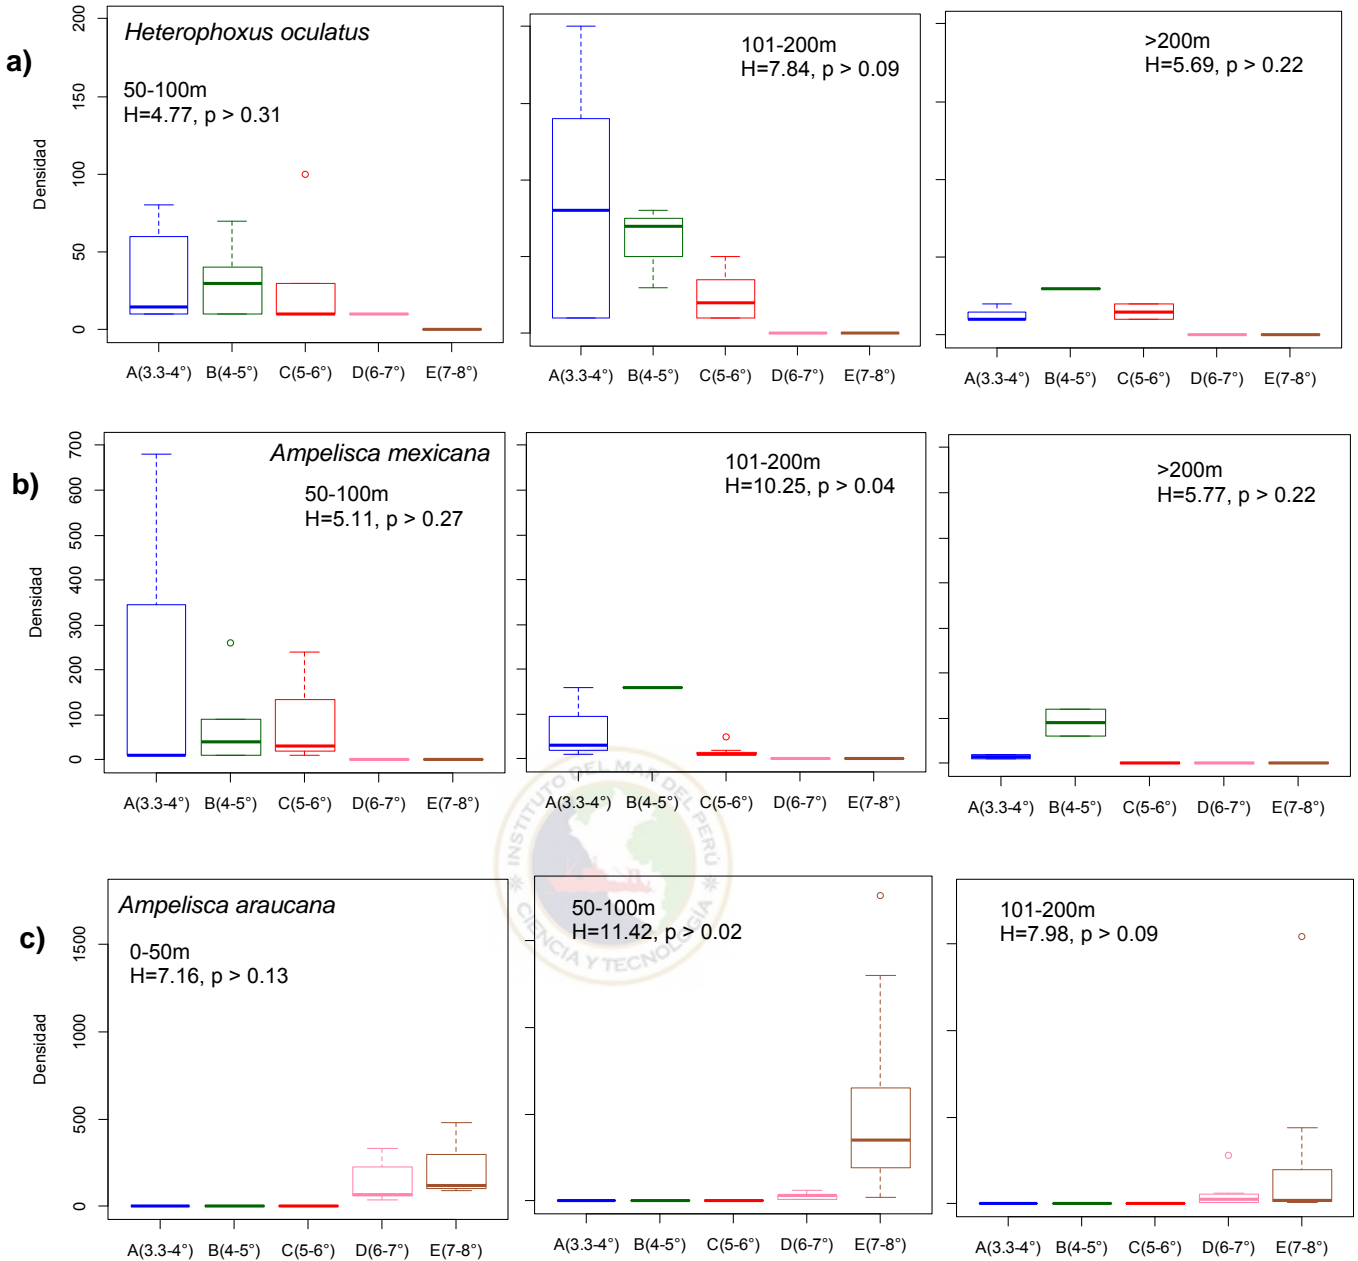 a)
Heterophoxus oculatus
50-100m
H=4.77, p > 0.31
101-200m
H=7.84, p > 0.09
>200m
H=5.69, p > 0.22
Densidad
200
150
100
50
0
A(3.3-4°) B(4-5°) C(5-6°) D(6-7°) E(7-8°)
A(3.3-4°) B(4-5°) C(5-6°) D(6-7°) E(7-8°)
A(3.3-4°) B(4-5°) C(5-6°) D(6-7°) E(7-8°)
b)
Ampelisca mexicana
50-100m
H=5.11, p > 0.27
101-200m
H=10.25, p > 0.04
>200m
H=5.77, p > 0.22
Densidad
700
600
500
400
300
200
100
0
A(3.3-4°) B(4-5°) C(5-6°) D(6-7°) E(7-8°)
A(3.3-4°) B(4-5°) C(5-6°) D(6-7°) E(7-8°)
A(3.3-4°) B(4-5°) C(5-6°) D(6-7°) E(7-8°)
INSTITUTO DEL MAR DEL PERÚ
CIENCIA Y TECNOLOGÍA
c)
Ampelisca araucana
0-50m
H=7.16, p > 0.13
50-100m
H=11.42, p > 0.02
101-200m
H=7.98, p > 0.09
Densidad
1500
1000
500
0
A(3.3-4°) B(4-5°) C(5-6°) D(6-7°) E(7-8°)
A(3.3-4°) B(4-5°) C(5-6°) D(6-7°) E(7-8°)
A(3.3-4°) B(4-5°) C(5-6°) D(6-7°) E(7-8°)